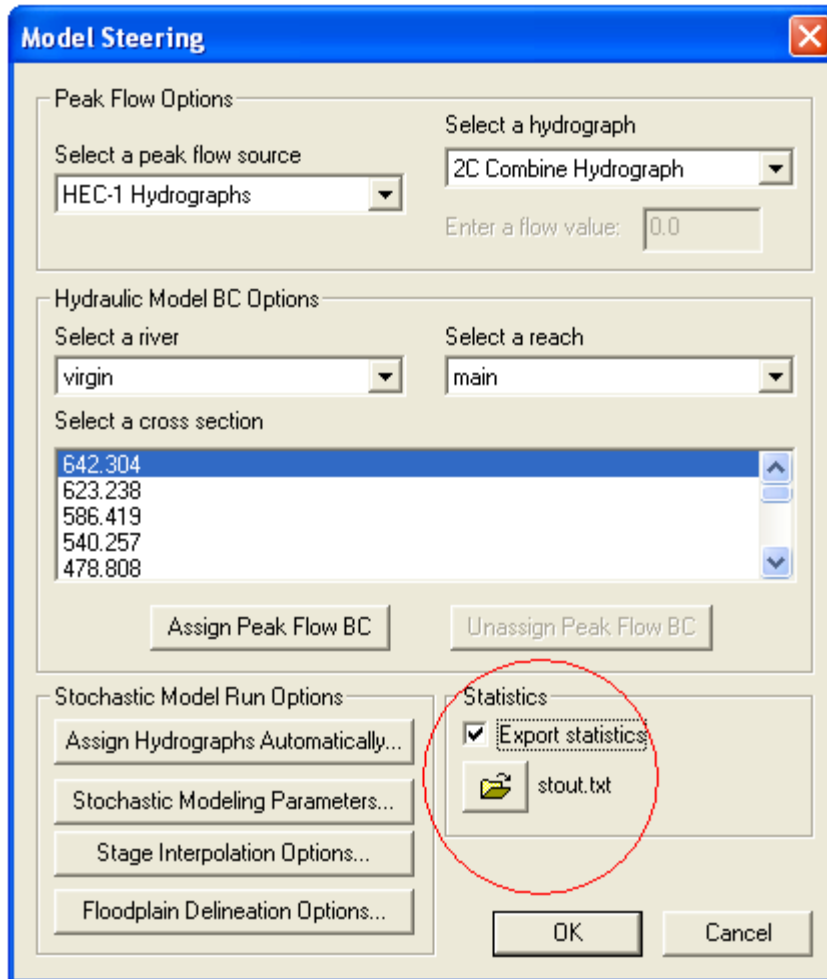 Model Steering
Peak Flow Options
Select a peak flow source
HEC-1 Hydrographs
Select a hydrograph
2C Combine Hydrograph
Enter a flow value: 0.0
Hydraulic Model BC Options
Select a river
virgin
Select a reach
main
Select a cross section
642.304
623.238
586.419
540.257
478.808
Assign Peak Flow BC
Unassign Peak Flow BC
Stochastic Model Run Options
Assign Hydrographs Automatically...
Stochastic Modeling Parameters...
Stage Interpolation Options...
Floodplain Delineation Options...
Statistics
Export statistics
stout.txt
OK
Cancel